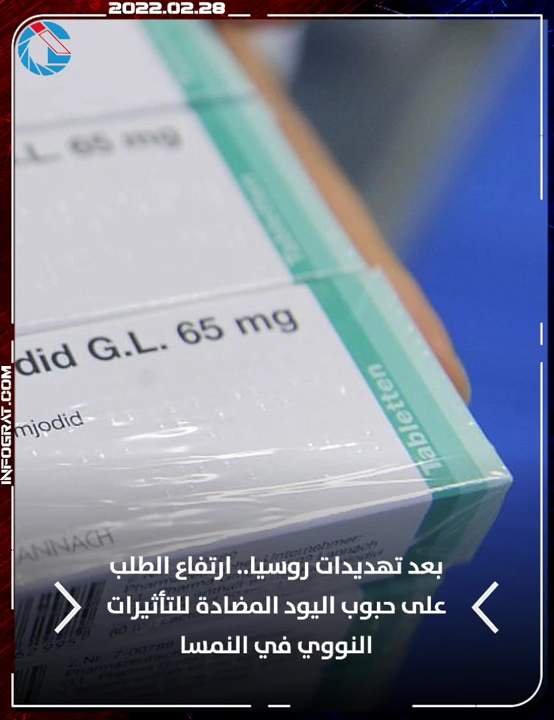 2022.02.28
.L. 65 mg
Tabletten
did G.L. 65 mg
mjodid
Tabletten
ANNACH
INFOGRAT.COM
بعد تهديدات روسيا.. ارتفاع الطلب
على حبوب اليود المضادة للتأثيرات
النووي في النمسا